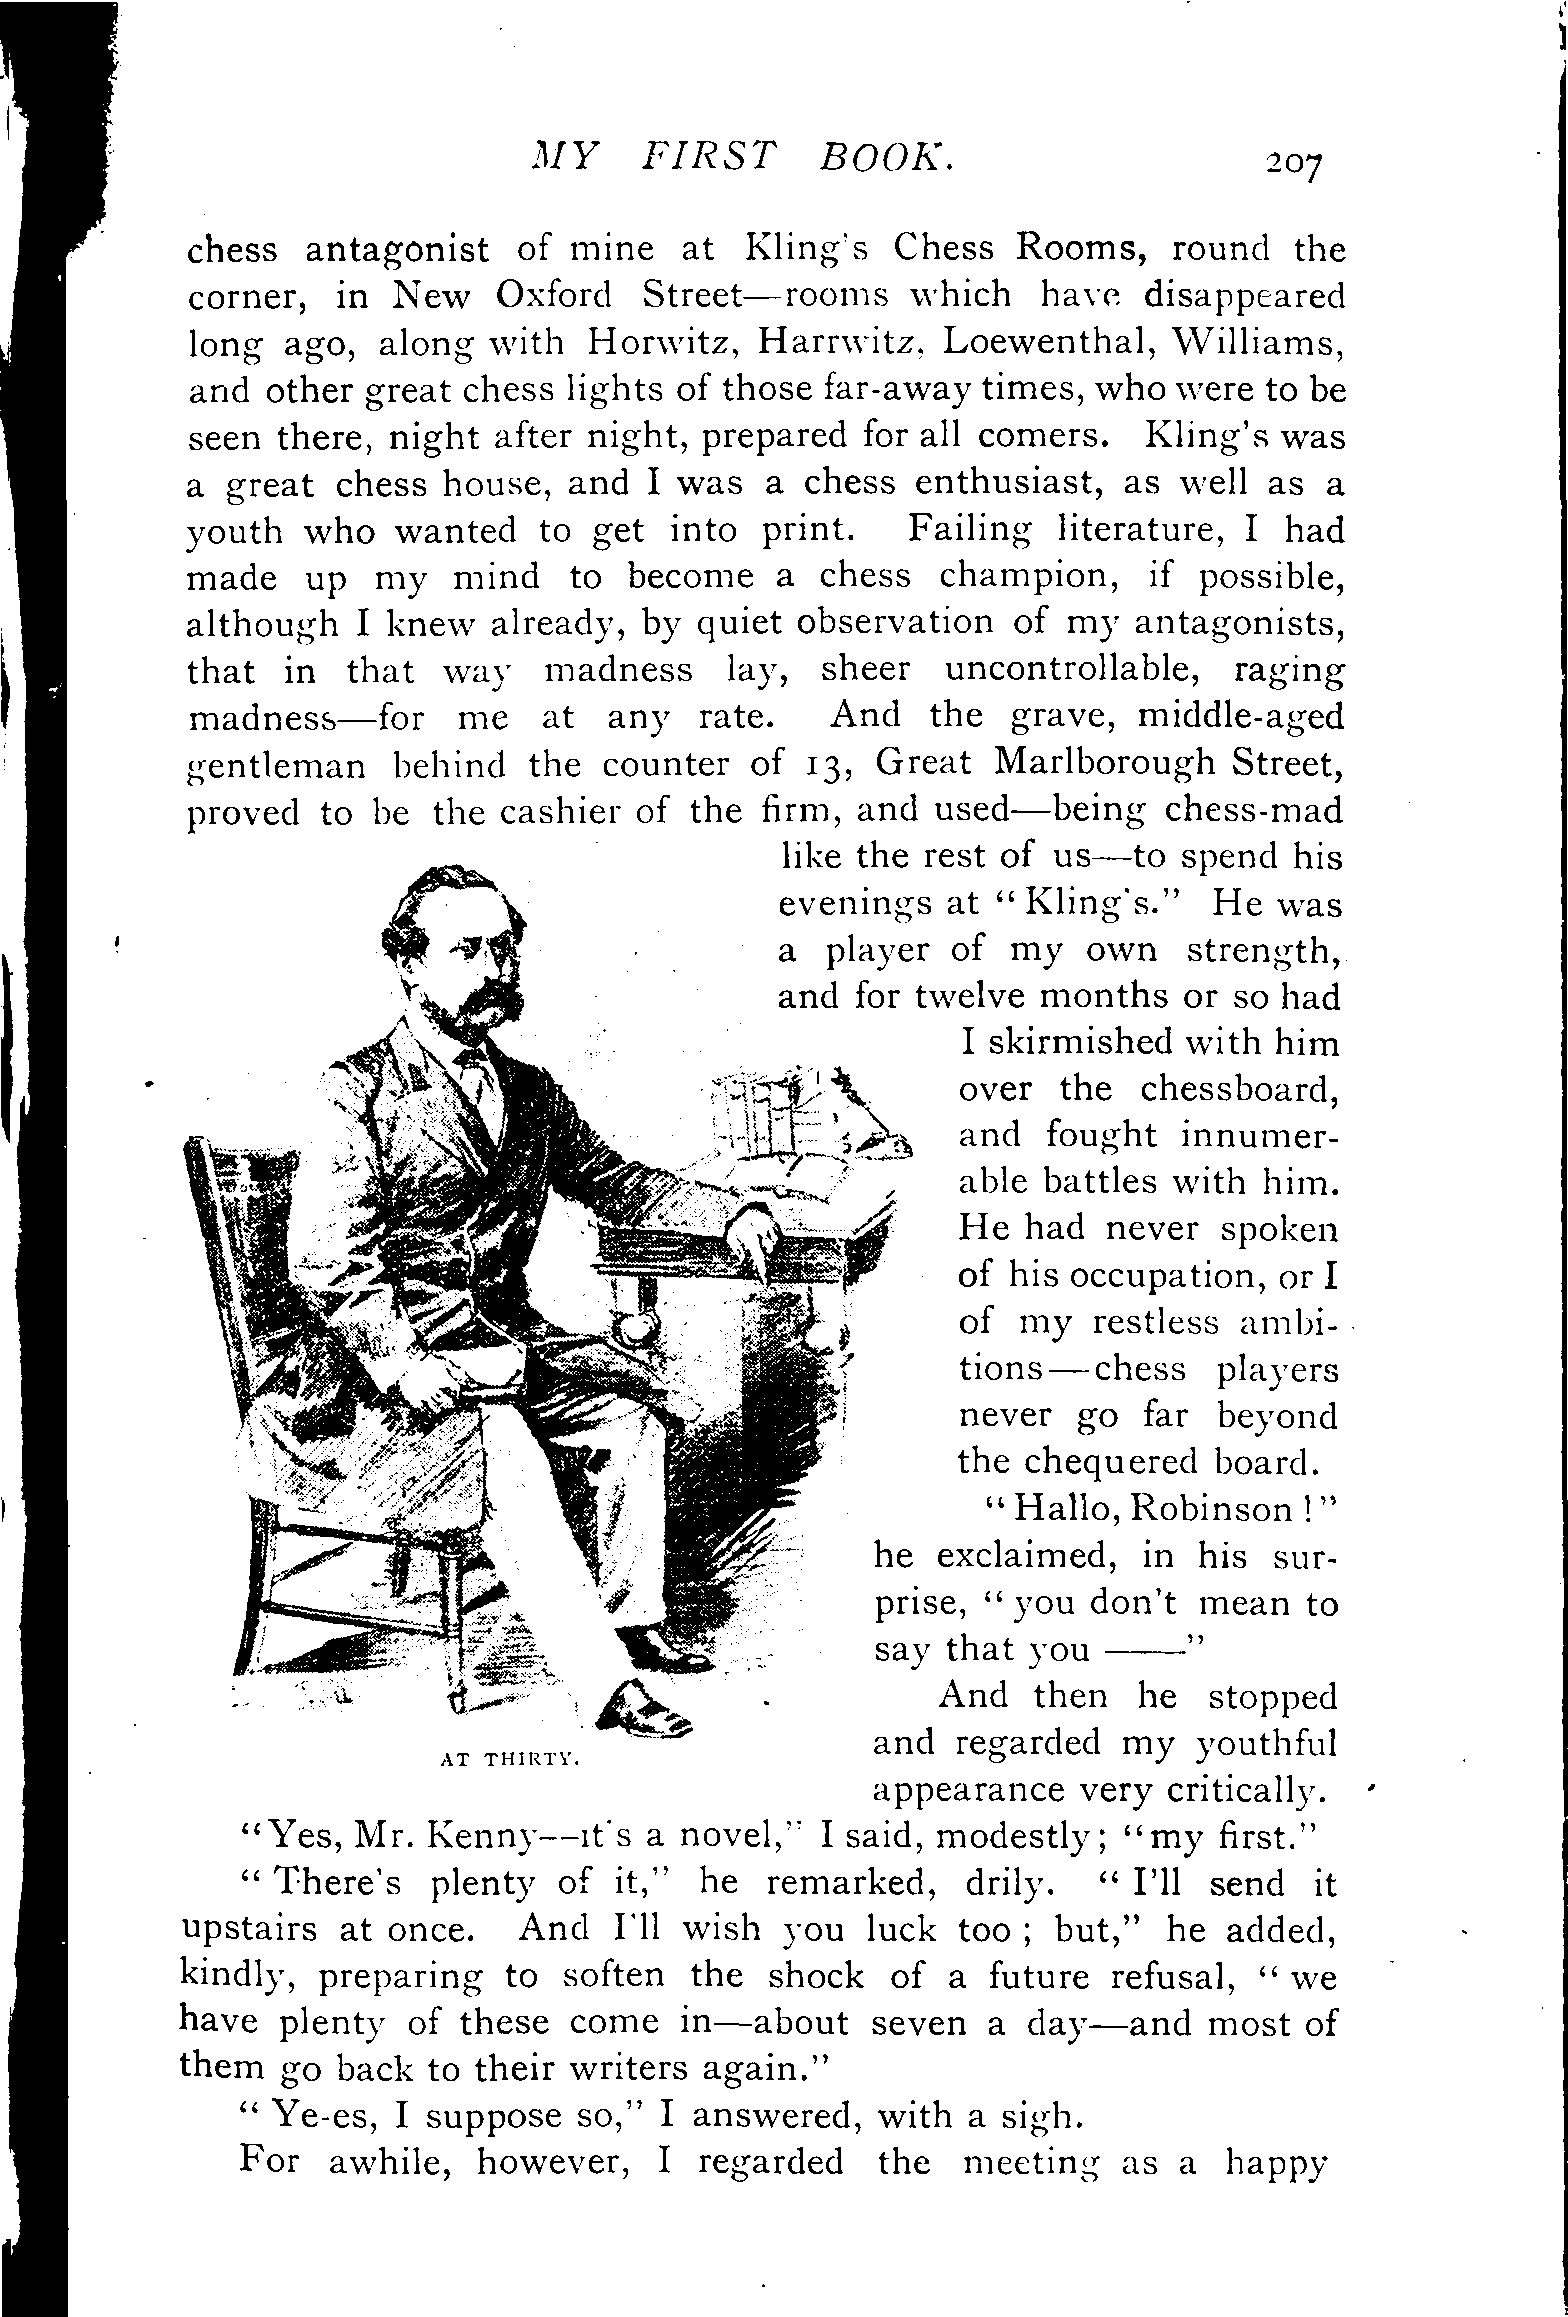 MY FIRST BOOK. 207
chess antagonist of mine at Kling's Chess Rooms, round the
corner, in New Oxford Street—rooms which have disappeared
long ago, along with Horwitz, Harrwitz, Loewenthal, Williams,
and other great chess lights of those far-away times, who were to be
seen there, night after night, prepared for all comers. Kling's was
a great chess house, and I was a chess enthusiast, as well as a
youth who wanted to get into print. Failing literature, I had
made up my mind to become a chess champion, if possible,
although I knew already, by quiet observation of my antagonists,
that in that way madness lay, sheer uncontrollable, raging
madness—for me at any rate. And the grave, middle-aged
gentleman behind the counter of 13, Great Marlborough Street,
proved to be the cashier of the firm, and used—being chess-mad
like the rest of us—to spend his
evenings at "Kling's." He was
a player of my own strength,
and for twelve months or so had
I skirmished with him
over the chessboard,
and fought innumer-
able battles with him.
He had never spoken
of his occupation, or I
of my restless ambi-
tions—chess players
never go far beyond
the chequered board.
"Hallo, Robinson!"
he exclaimed, in his sur-
prise, "you don't mean to
say that you ——"
And then he stopped
and regarded my youthful
appearance very critically.
AT THIRTY.
"Yes, Mr. Kenny—it's a novel," I said, modestly; "my first."
"There's plenty of it," he remarked, drily. "I'll send it
upstairs at once. And I'll wish you luck too; but," he added,
kindly, preparing to soften the shock of a future refusal, "we
have plenty of these come in—about seven a day—and most of
them go back to their writers again."
"Ye-es, I suppose so," I answered, with a sigh.
For awhile, however, I regarded the meeting as a happy